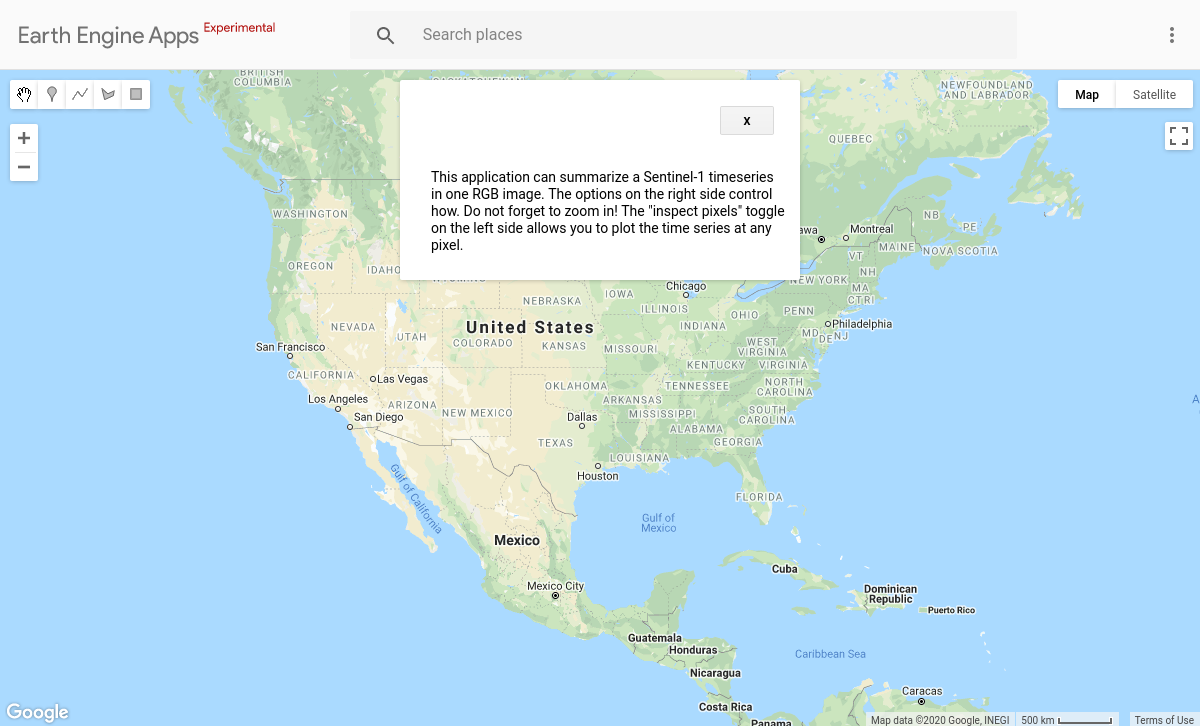 Earth Engine Apps Experimental
Search places
BRITISH
COLUMBIA
NEWFOUNDLAND
AND LABRADOR
Map
Satellite
x
QUEBEC
This application can summarize a Sentinel-1 timeseries
in one RGB image. The options on the right side control
how. Do not forget to zoom in! The "inspect pixels" toggle
on the left side allows you to plot the time series at any
pixel.
WASHINGTON
NB
PE
Montreal
MAINE
NOVA SCOTIA
VT
OREGON
IDAHO
NH
NEW YORK
MA
CT
RI
Chicago
NEBRASKA
IOWA
ILLINOIS
OHIO
PENN
INDIANA
NEVADA
United States
Philadelphia
UTAH
COLORADO
KANSAS
MISSOURI
WEST
VIRGINIA
MD
DE
NJ
San Francisco
CALIFORNIA
KENTUCKY
VIRGINIA
Las Vegas
OKLAHOMA
TENNESSEE
NORTH
CAROLINA
Los Angeles
ARIZONA
NEW MEXICO
ARKANSAS
MISSISSIPPI
SOUTH
CAROLINA
San Diego
Dallas
ALABAMA
TEXAS
GEORGIA
LOUISIANA
Houston
Gulf of California
FLORIDA
Gulf of
Mexico
Mexico
Cuba
Mexico City
Dominican
Republic
Puerto Rico
Guatemala
Honduras
Caribbean Sea
Nicaragua
Caracas
Costa Rica
Panama
Google
Map data ©2020 Google, INEGI
500 km
Terms of Use